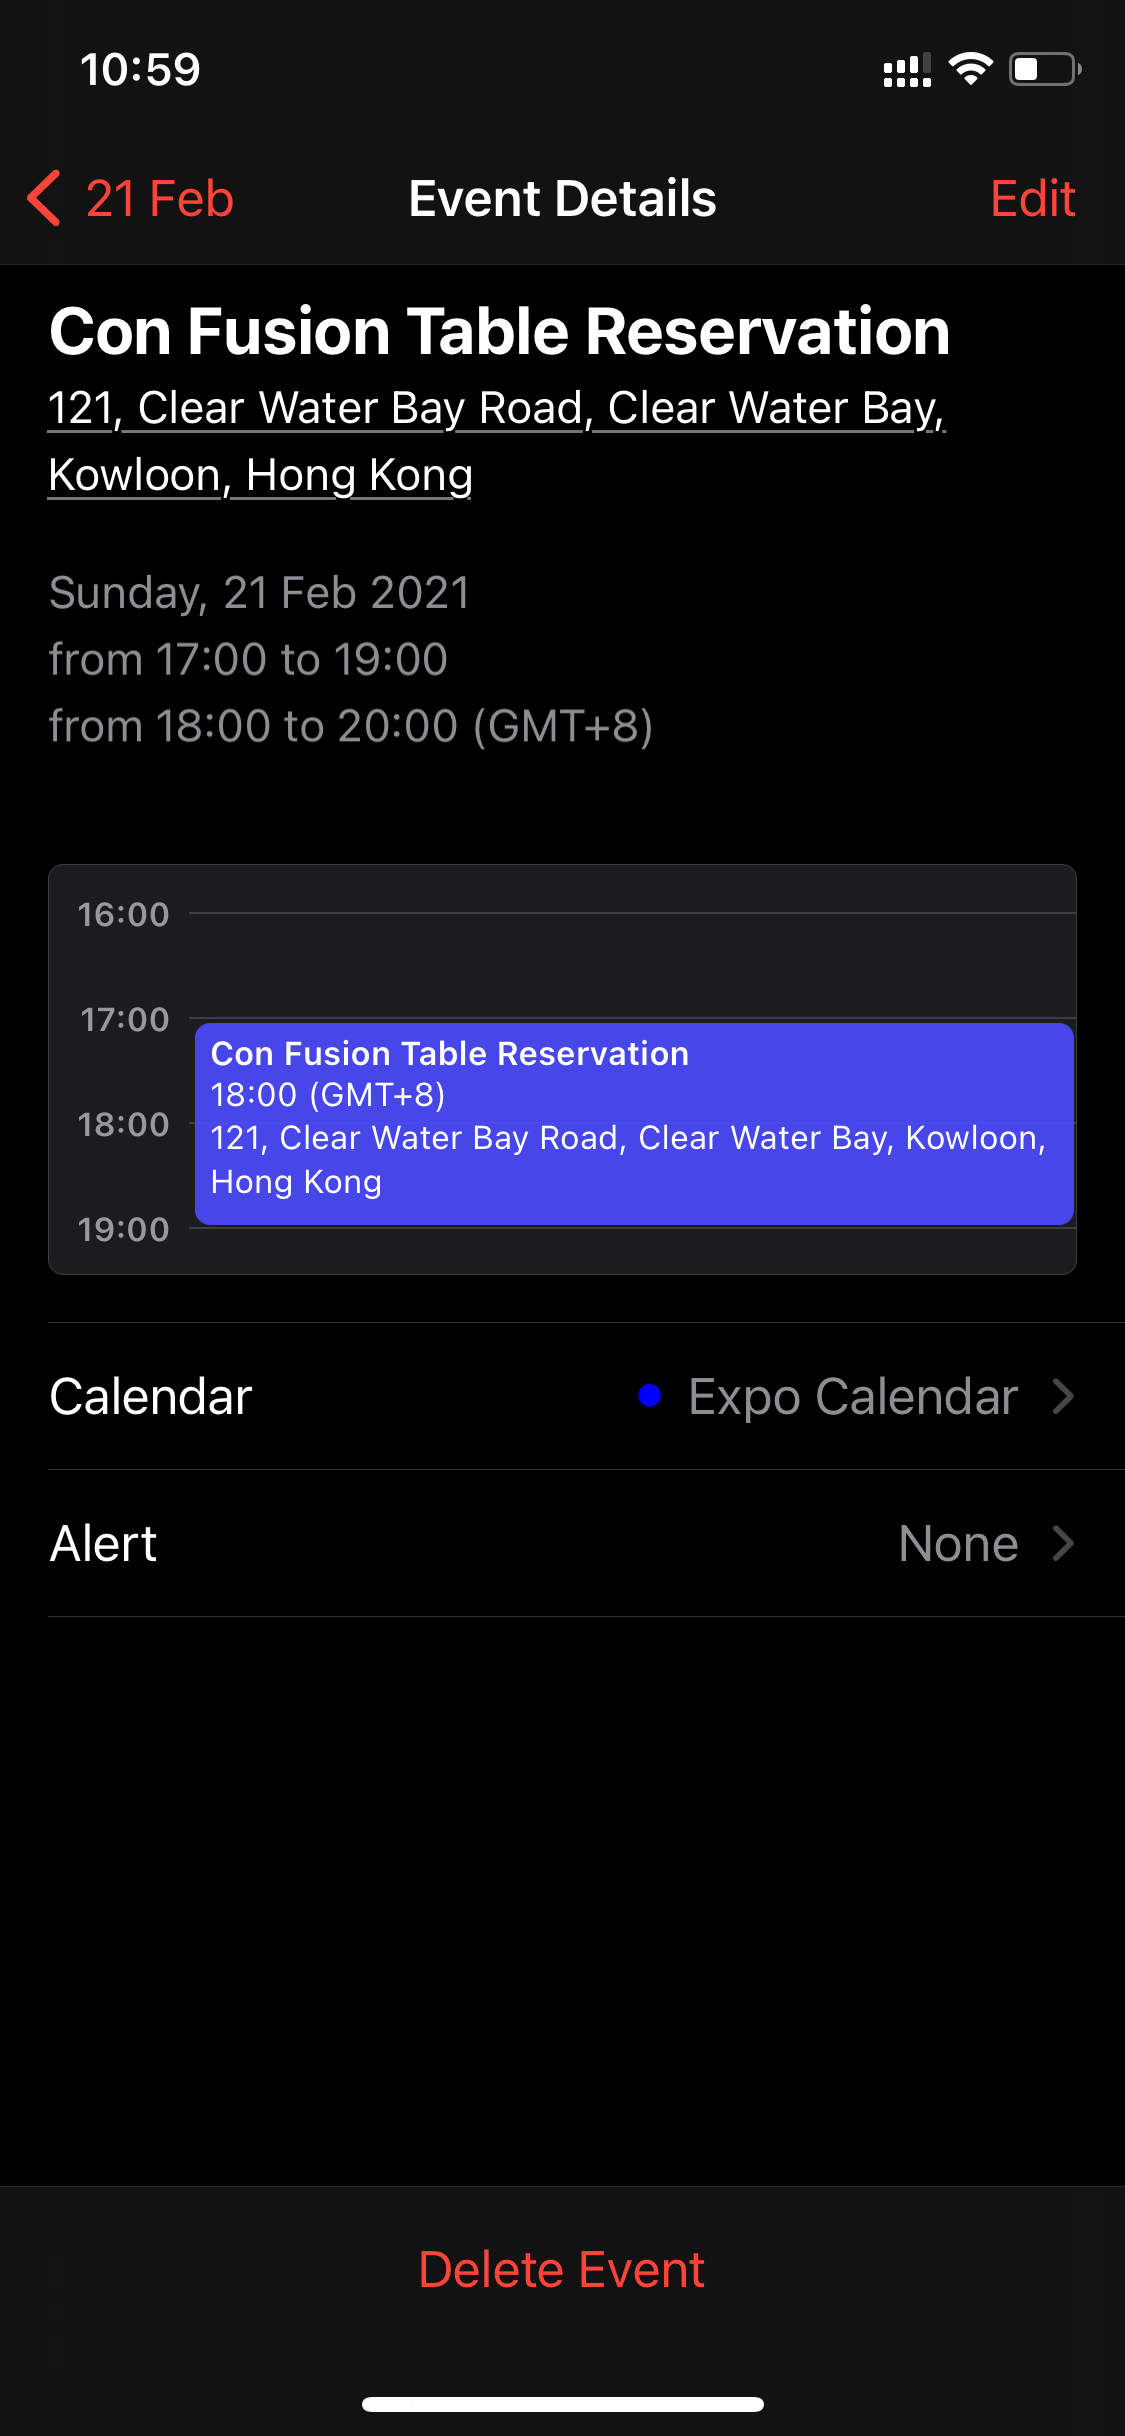 10:59
21 Feb
Event Details
Edit
Con Fusion Table Reservation
121, Clear Water Bay Road, Clear Water Bay,
Kowloon, Hong Kong
Sunday, 21 Feb 2021
from 17:00 to 19:00
from 18:00 to 20:00 (GMT+8)
16:00
17:00
Con Fusion Table Reservation
18:00 (GMT+8)
18:00
121, Clear Water Bay Road, Clear Water Bay, Kowloon,
Hong Kong
19:00
Calendar
Expo Calendar
Alert
None
Delete Event